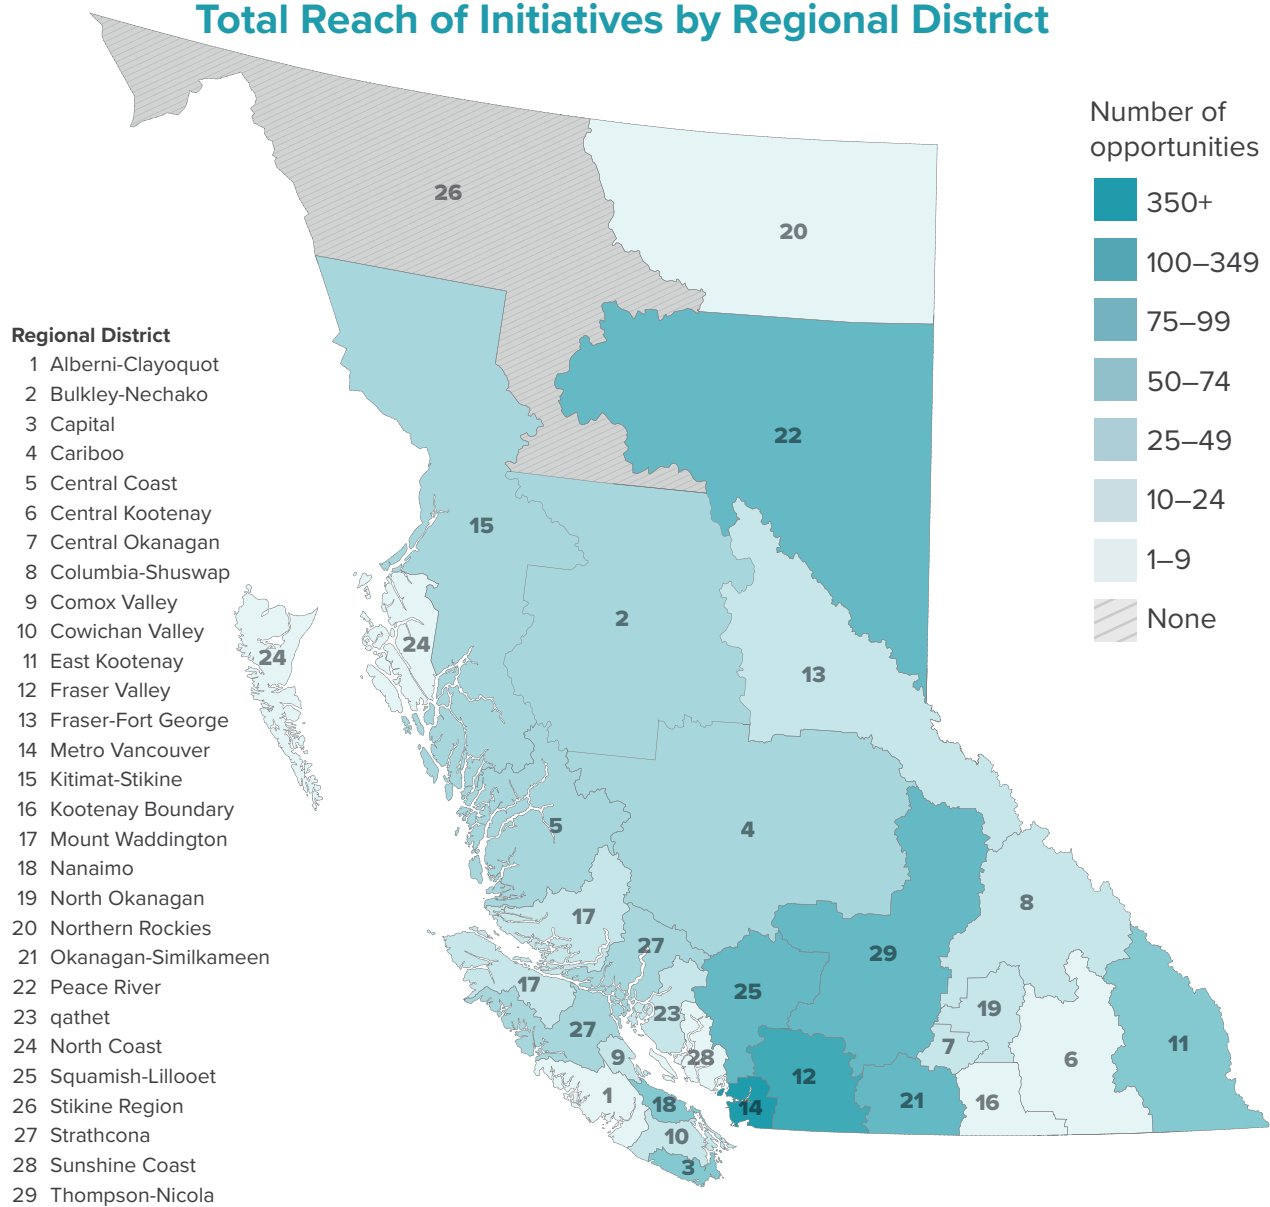 Total Reach of Initiatives by Regional District
Number of
opportunities
350+
100–349
75–99
50–74
25–49
10–24
1–9
None
Regional District
1 Alberni-Clayoquot
2 Bulkley-Nechako
3 Capital
4 Cariboo
5 Central Coast
6 Central Kootenay
7 Central Okanagan
8 Columbia-Shuswap
9 Comox Valley
10 Cowichan Valley
11 East Kootenay
12 Fraser Valley
13 Fraser-Fort George
14 Metro Vancouver
15 Kitimat-Stikine
16 Kootenay Boundary
17 Mount Waddington
18 Nanaimo
19 North Okanagan
20 Northern Rockies
21 Okanagan-Similkameen
22 Peace River
23 qathet
24 North Coast
25 Squamish-Lillooet
26 Stikine Region
27 Strathcona
28 Sunshine Coast
29 Thompson-Nicola
26
20
22
15
2
24
24
13
5
4
8
17
27
29
17
25
23
19
27
7
11
9
28
6
12
1
18
14
21
16
10
3